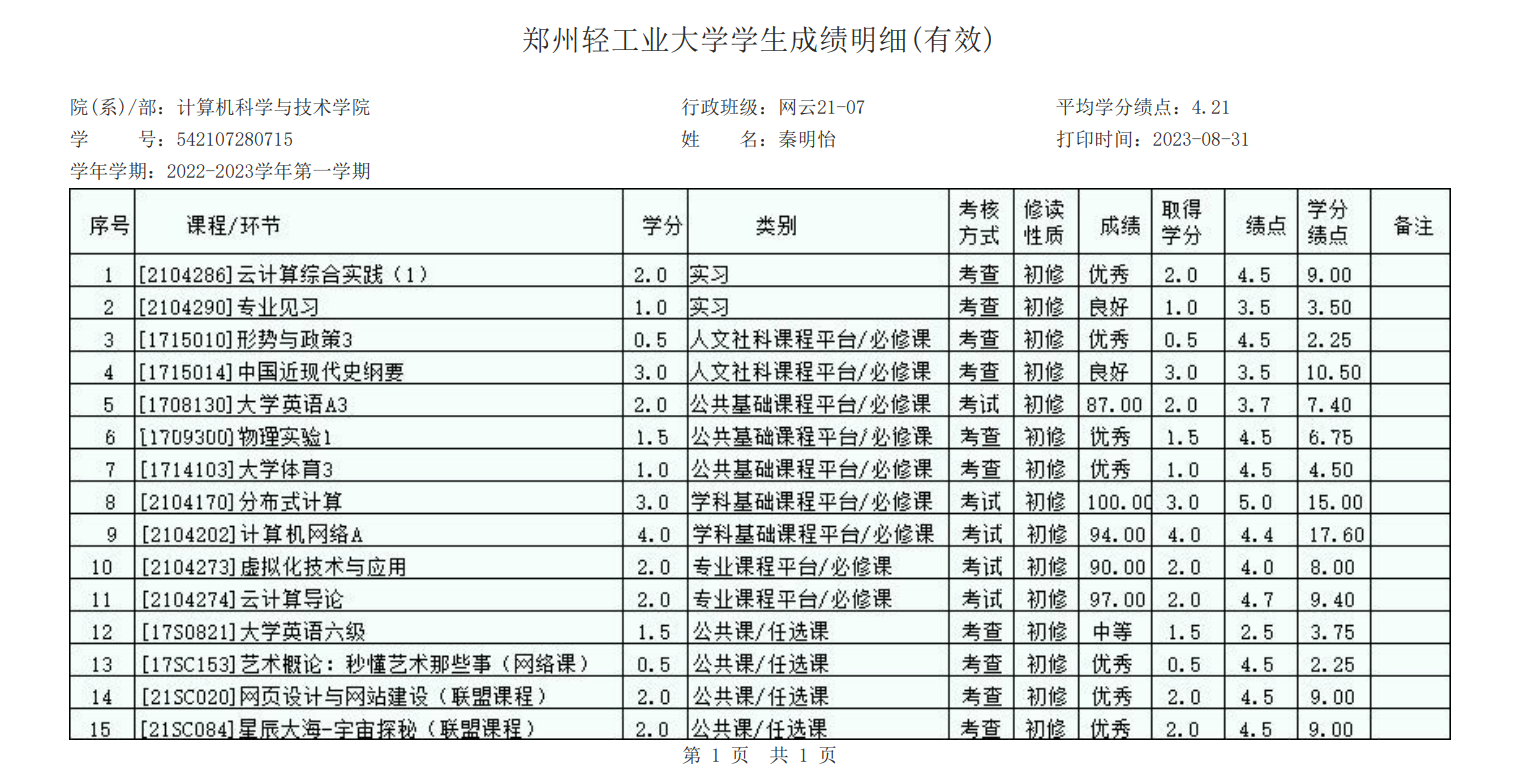 郑州轻工业大学学生成绩明细(有效)
院(系)/部：计算机科学与技术学院 行政班级：网云21-07 平均学分绩点：4.21
学 号：542107280715 姓 名：秦明怡 打印时间：2023-08-31
学年学期：2022-2023学年第一学期
序号 课程/环节 学分 类别 考核方式 修读性质 成绩 取得学分 绩点 学分绩点 备注
1 [2104286]云计算综合实践（1） 2.0 实习 考查 初修 优秀 2.0 4.5 9.00
2 [2104290]专业见习 1.0 实习 考查 初修 良好 1.0 3.5 3.50
3 [1715010]形势与政策3 0.5 人文社科课程平台/必修课 考查 初修 优秀 0.5 4.5 2.25
4 [1715014]中国近现代史纲要 3.0 人文社科课程平台/必修课 考查 初修 良好 3.0 3.5 10.50
5 [1708130]大学英语A3 2.0 公共基础课程平台/必修课 考试 初修 87.00 2.0 3.7 7.40
6 [1709300]物理实验1 1.5 公共基础课程平台/必修课 考查 初修 优秀 1.5 4.5 6.75
7 [1714103]大学体育3 1.0 公共基础课程平台/必修课 考查 初修 优秀 1.0 4.5 4.50
8 [2104170]分布式计算 3.0 学科基础课程平台/必修课 考试 初修 100.00 3.0 5.0 15.00
9 [2104202]计算机网络A 4.0 学科基础课程平台/必修课 考试 初修 94.00 4.0 4.4 17.60
10 [2104273]虚拟化技术与应用 2.0 专业课程平台/必修课 考试 初修 90.00 2.0 4.0 8.00
11 [2104274]云计算导论 2.0 专业课程平台/必修课 考试 初修 97.00 2.0 4.7 9.40
12 [17S0821]大学英语六级 1.5 公共课/任选课 考查 初修 中等 1.5 2.5 3.75
13 [17SC153]艺术概论：秒懂艺术那些事（网络课） 0.5 公共课/任选课 考查 初修 优秀 0.5 4.5 2.25
14 [21SC020]网页设计与网站建设（联盟课程） 2.0 公共课/任选课 考查 初修 优秀 2.0 4.5 9.00
15 [21SC084]星辰大海-宇宙探秘（联盟课程） 2.0 公共课/任选课 考查 初修 优秀 2.0 4.5 9.00
第 1 页 共 1 页